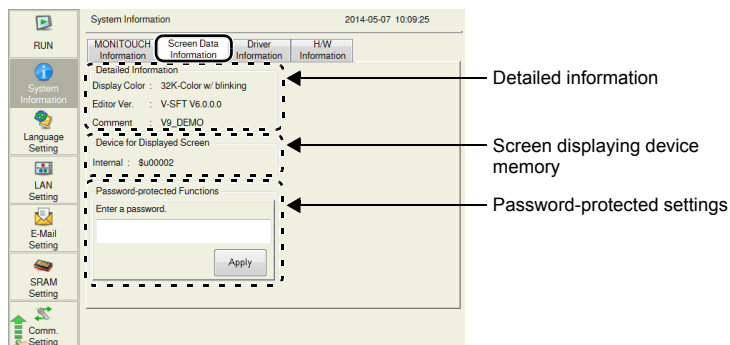 System Information
2014-05-07 10:09:25
RUN
System
Information
Language
Setting
LAN
Setting
E-Mail
Setting
SRAM
Setting
Comm.
Setting
MONITOUCH
Information
Screen Data
Information
Driver
Information
H/W
Information
Detailed Information
Display Color : 32K-Color w/ blinking
Editor Ver. : V-SFT V6.0.0.0
Comment : V9_DEMO
Device for Displayed Screen
Internal : $u00002
Password-protected Functions
Enter a password.
Apply
Detailed information
Screen displaying device
memory
Password-protected settings